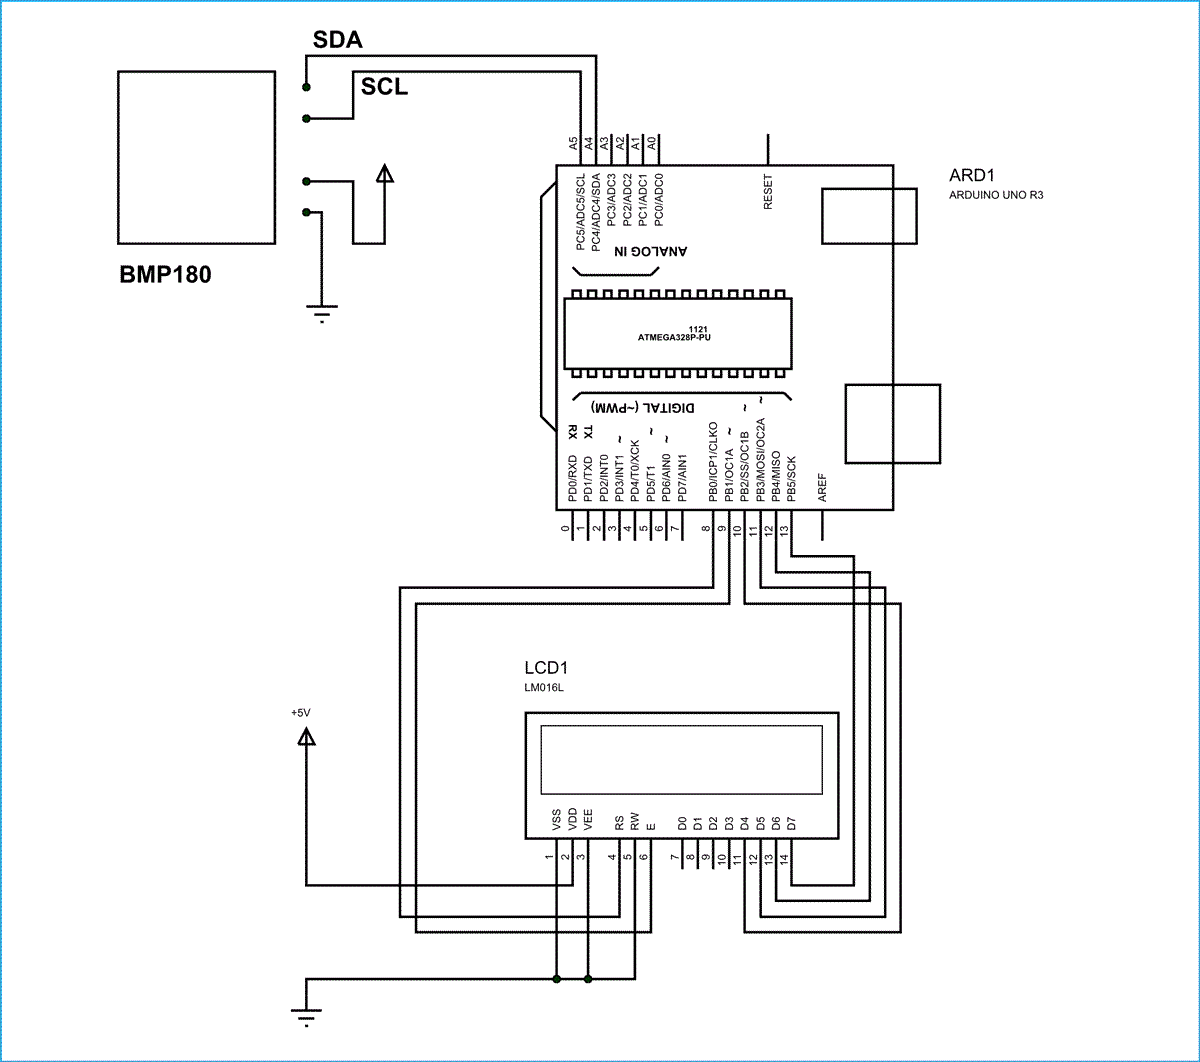 SDA
SCL
BMP180
A5
A4
A3
A2
A1
A0
RESET
ARD1
ARDUINO UNO R3
PC5/ADC5/SCL
PC4/ADC4/SDA
PC3/ADC3
PC2/ADC2
PC1/ADC1
PC0/ADC0
ANALOG IN
1121
ATMEGA328P-PU
DIGITAL (~PWM)
RX
TX
~
~
~
~
~
~
PD0/RXD
PD1/TXD
PD2/INT0
PD3/INT1
PD4/T0/XCK
PD5/T1
PD6/AIN0
PD7/AIN1
PB0/ICP1/CLKO
PB1/OC1A
PB2/SS/OC1B
PB3/MOSI/OC2A
PB4/MISO
PB5/SCK
AREF
0
1
2
3
4
5
6
7
8
9
10
11
12
13
LCD1
LM016L
+5V
VSS
VDD
VEE
RS
RW
E
D0
D1
D2
D3
D4
D5
D6
D7
1
2
3
4
5
6
7
8
9
10
11
12
13
14